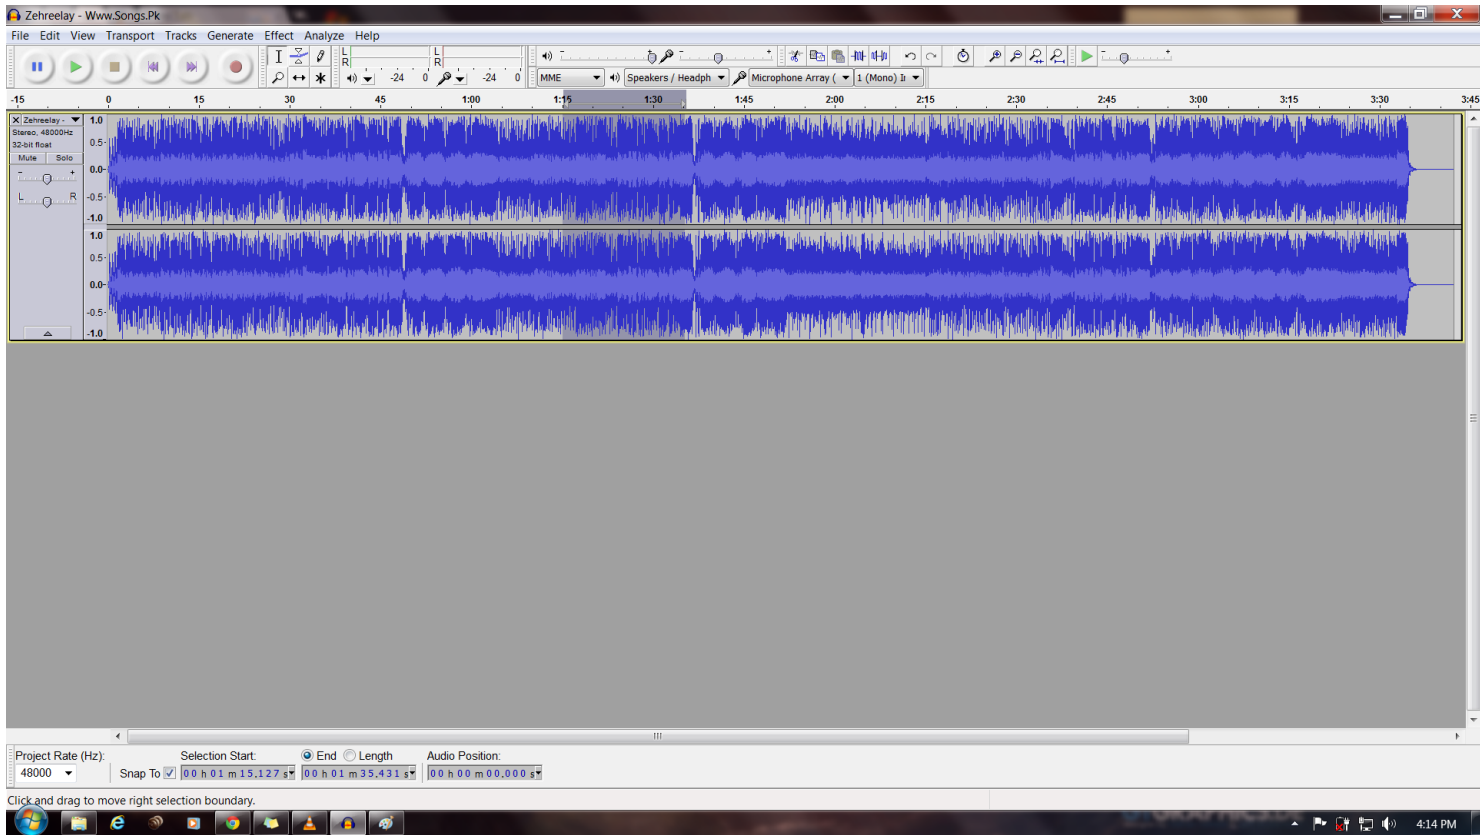 Zehreelay - Www.Songs.Pk
File Edit View Transport Tracks Generate Effect Analyze Help
L
R
L
R
-24 0 -24 0
MME Speakers / Headph Microphone Array ( 1 (Mono) Ir
-15 0 15 30 45 1:00 1:15 1:30 1:45 2:00 2:15 2:30 2:45 3:00 3:15 3:30 3:45
X Zehreelay -
Stereo, 48000Hz
32-bit float
Mute Solo
- +
L R
1.0
0.5-
0.0-
-0.5-
-1.0
1.0
0.5-
0.0-
-0.5-
-1.0
Project Rate (Hz): Selection Start: End Length Audio Position:
48000 Snap To 00 h 01 m 15.127 s 00 h 01 m 35.431 s 00 h 00 m 00.000 s
Click and drag to move right selection boundary.
4:14 PM